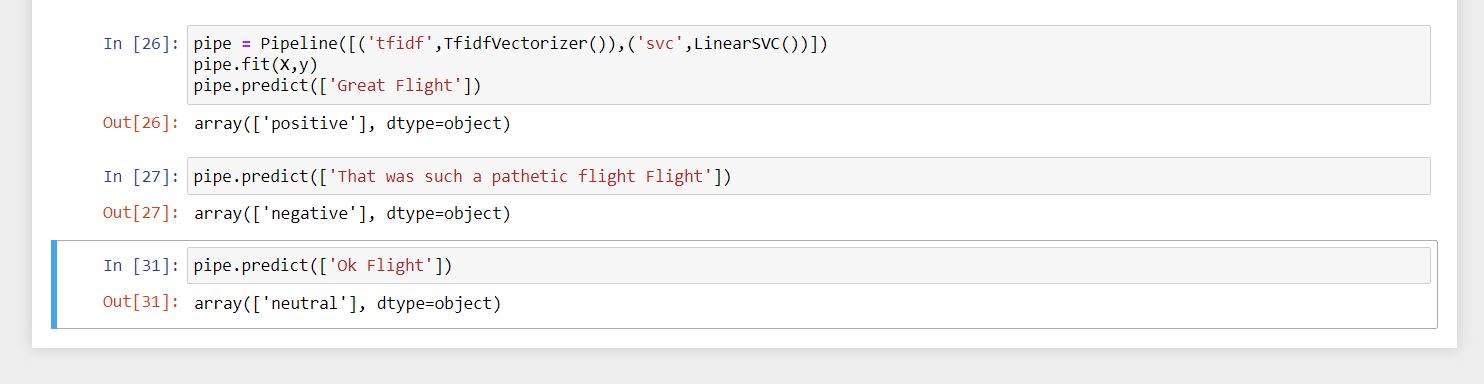 In [26]: pipe = Pipeline([('tfidf',TfidfVectorizer()),('svc',LinearSVC())])
pipe.fit(X,y)
pipe.predict(['Great Flight'])
Out[26]: array(['positive'], dtype=object)
In [27]: pipe.predict(['That was such a pathetic flight Flight'])
Out[27]: array(['negative'], dtype=object)
In [31]: pipe.predict(['Ok Flight'])
Out[31]: array(['neutral'], dtype=object)